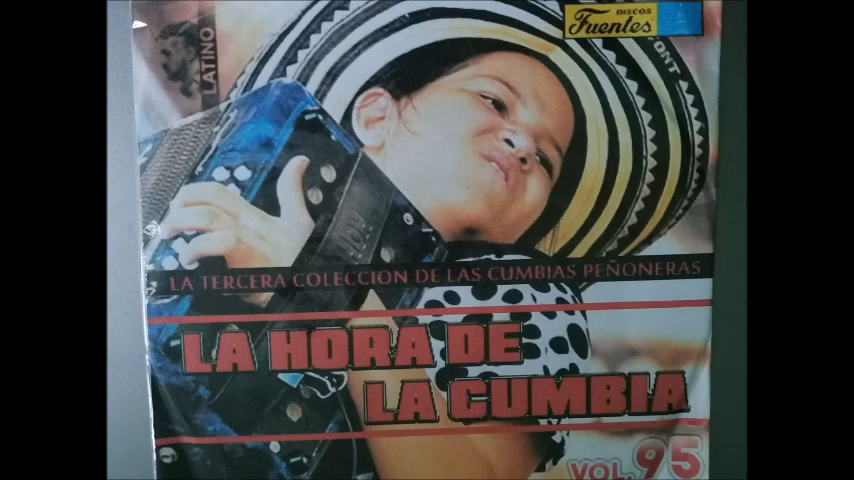 DISCOS
Fuentes
LATINO
LA TERCERA COLECCION DE LAS CUMBIAS PEÑONERAS
LA HORA DE
LA CUMBIA
VOL. 95